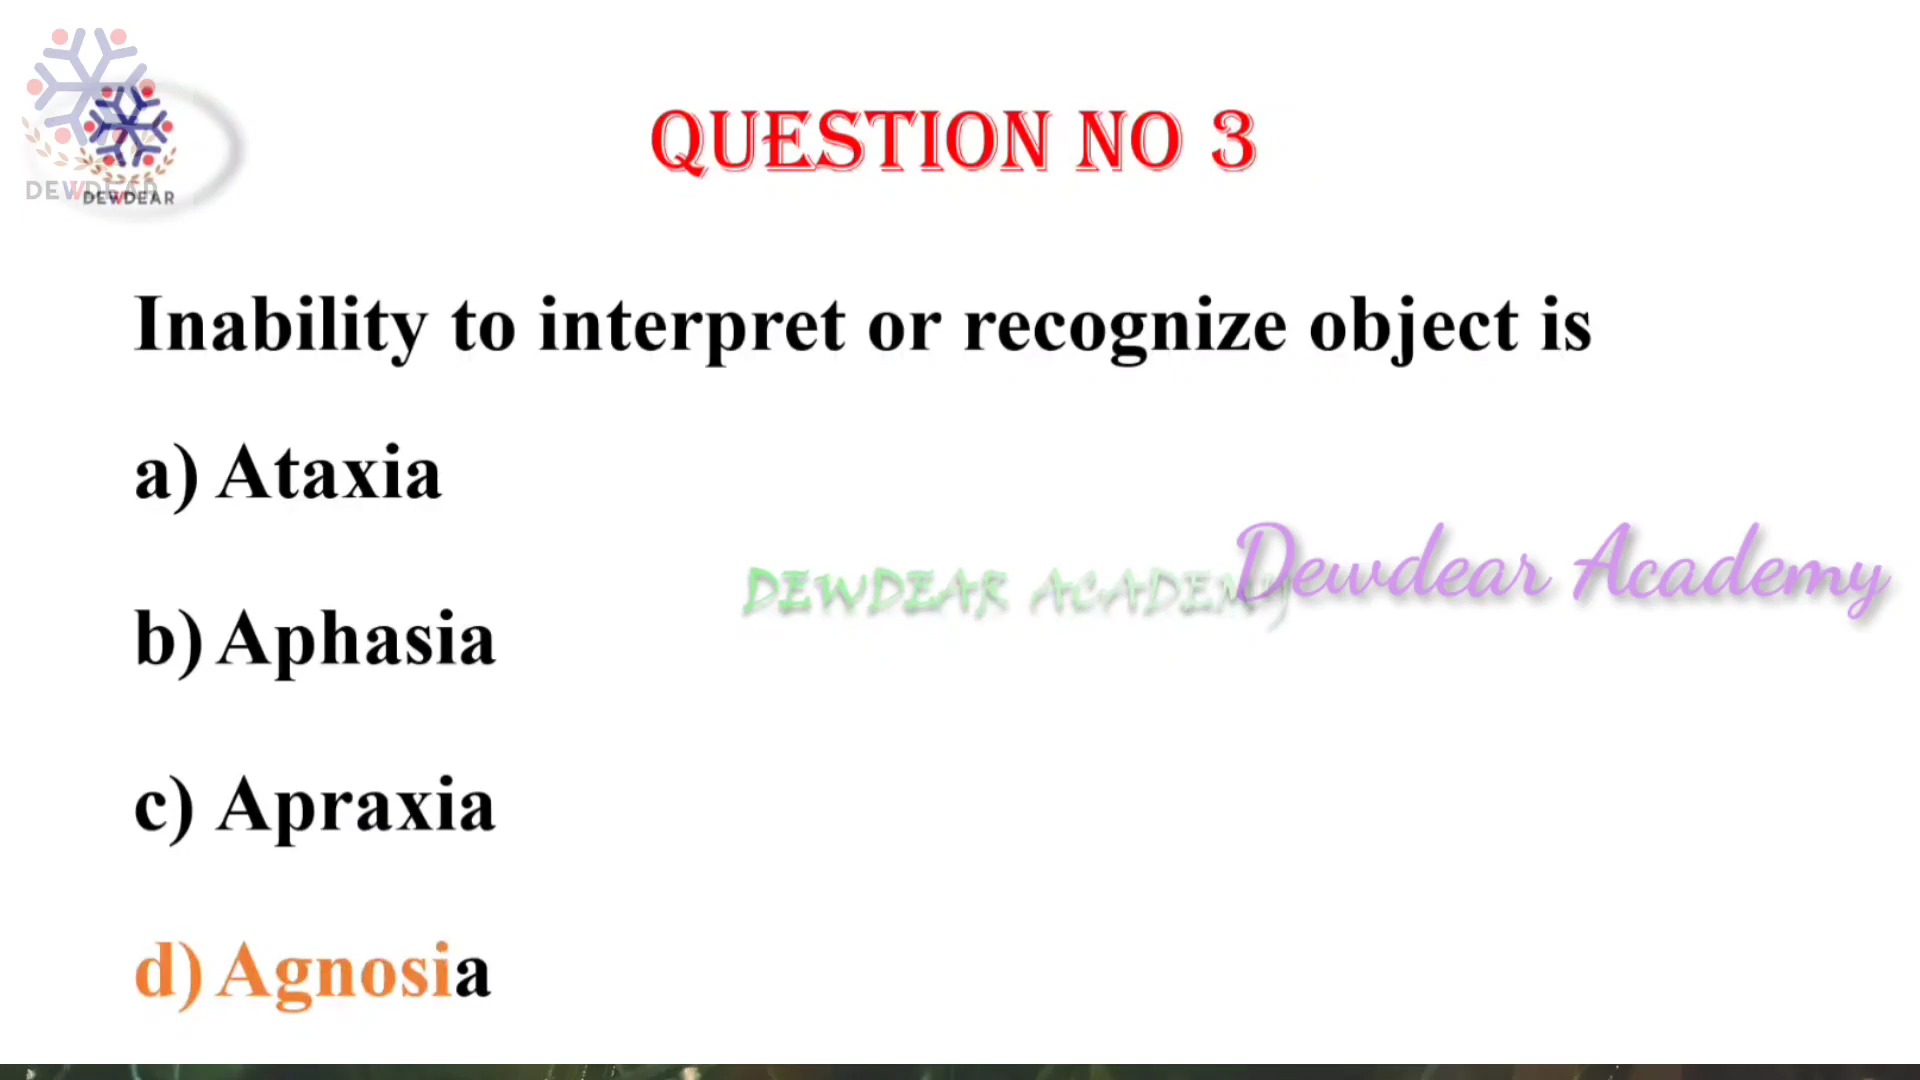 DEWDEAR
DEWDEAR
QUESTION NO 3
Inability to interpret or recognize object is
a) Ataxia
DEWDEAR ACADEMY
Dewdear Academy
b) Aphasia
c) Apraxia
d) Agnosia